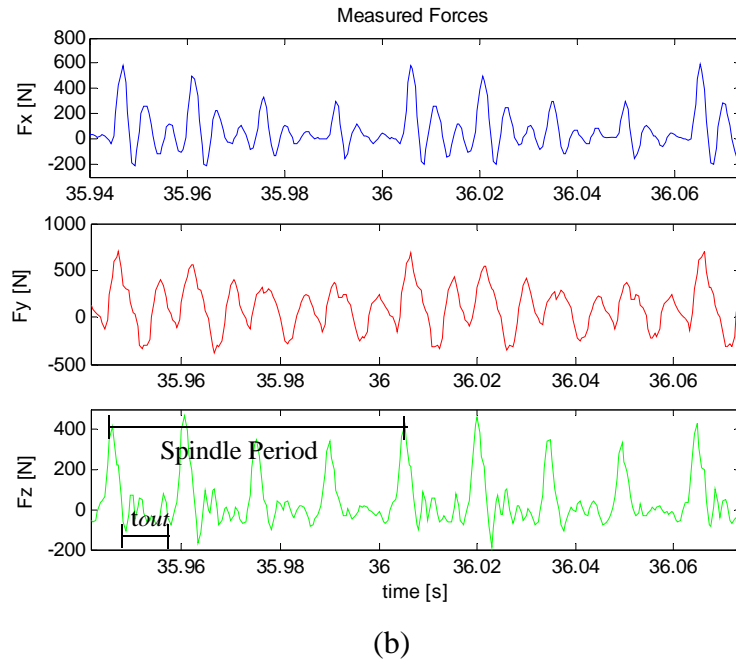 Measured Forces
800
600
400
200
0
-200
Fx [N]
35.94 35.96 35.98 36 36.02 36.04 36.06
1000
500
0
-500
Fy [N]
35.96 35.98 36 36.02 36.04 36.06
400
200
0
-200
Fz [N]
Spindle Period
tout
35.96 35.98 36 36.02 36.04 36.06
time [s]
(b)